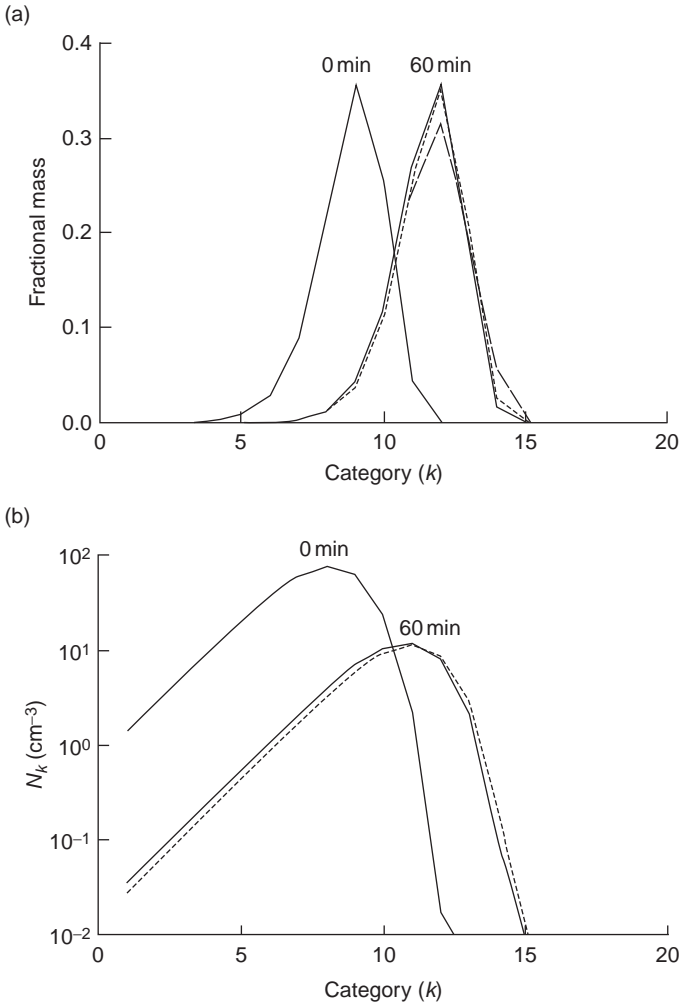 (a)
0 min 60 min
0.4
0.3
0.2
0.1
0.0
Fractional mass
0 5 10 15 20
Category (k)
(b)
0 min
60 min
10²
10¹
10⁰
10⁻¹
10⁻²
Nₖ (cm⁻³)
0 5 10 15 20
Category (k)